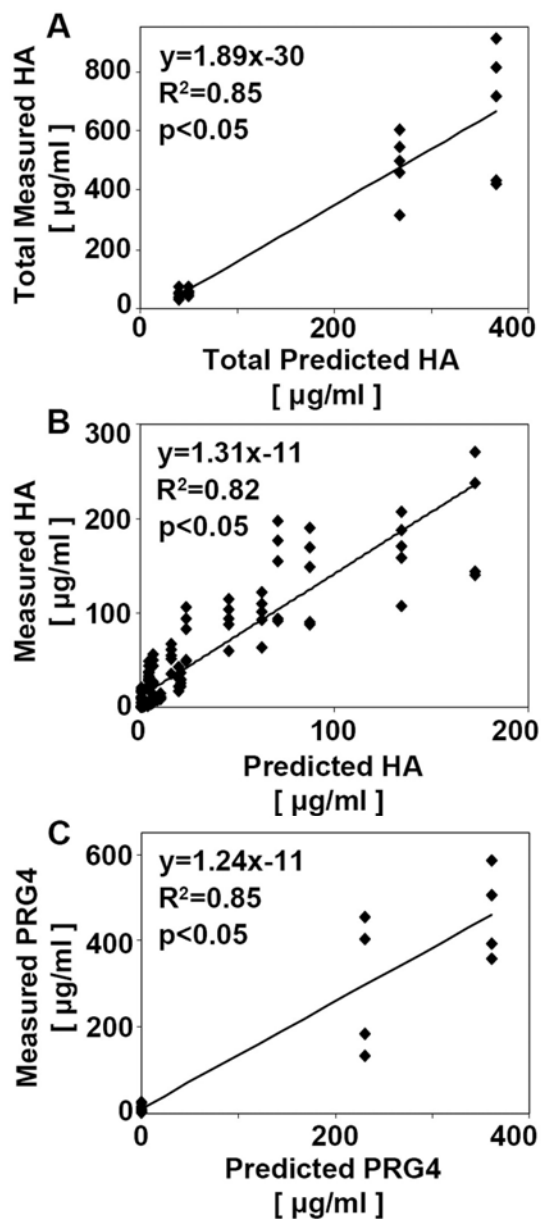 A
y=1.89x-30
R²=0.85
p<0.05
Total Measured HA
[ µg/ml ]
800
600
400
200
0
0 200 400
Total Predicted HA
[ µg/ml ]
B
y=1.31x-11
R²=0.82
p<0.05
Measured HA
[ µg/ml ]
300
200
100
0
0 100 200
Predicted HA
[ µg/ml ]
C
y=1.24x-11
R²=0.85
p<0.05
Measured PRG4
[ µg/ml ]
600
400
200
0
0 200 400
Predicted PRG4
[ µg/ml ]